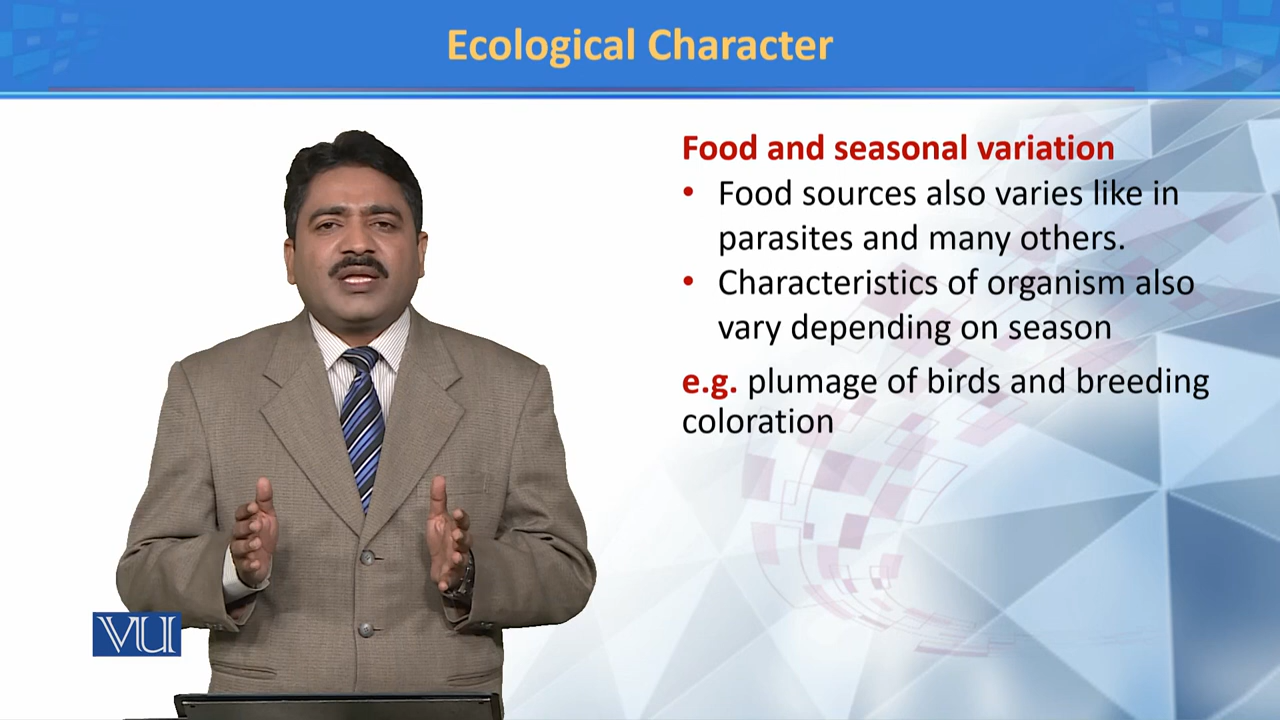 Ecological Character
Food and seasonal variation
• Food sources also varies like in
parasites and many others.
• Characteristics of organism also
vary depending on season
e.g. plumage of birds and breeding
coloration
VU